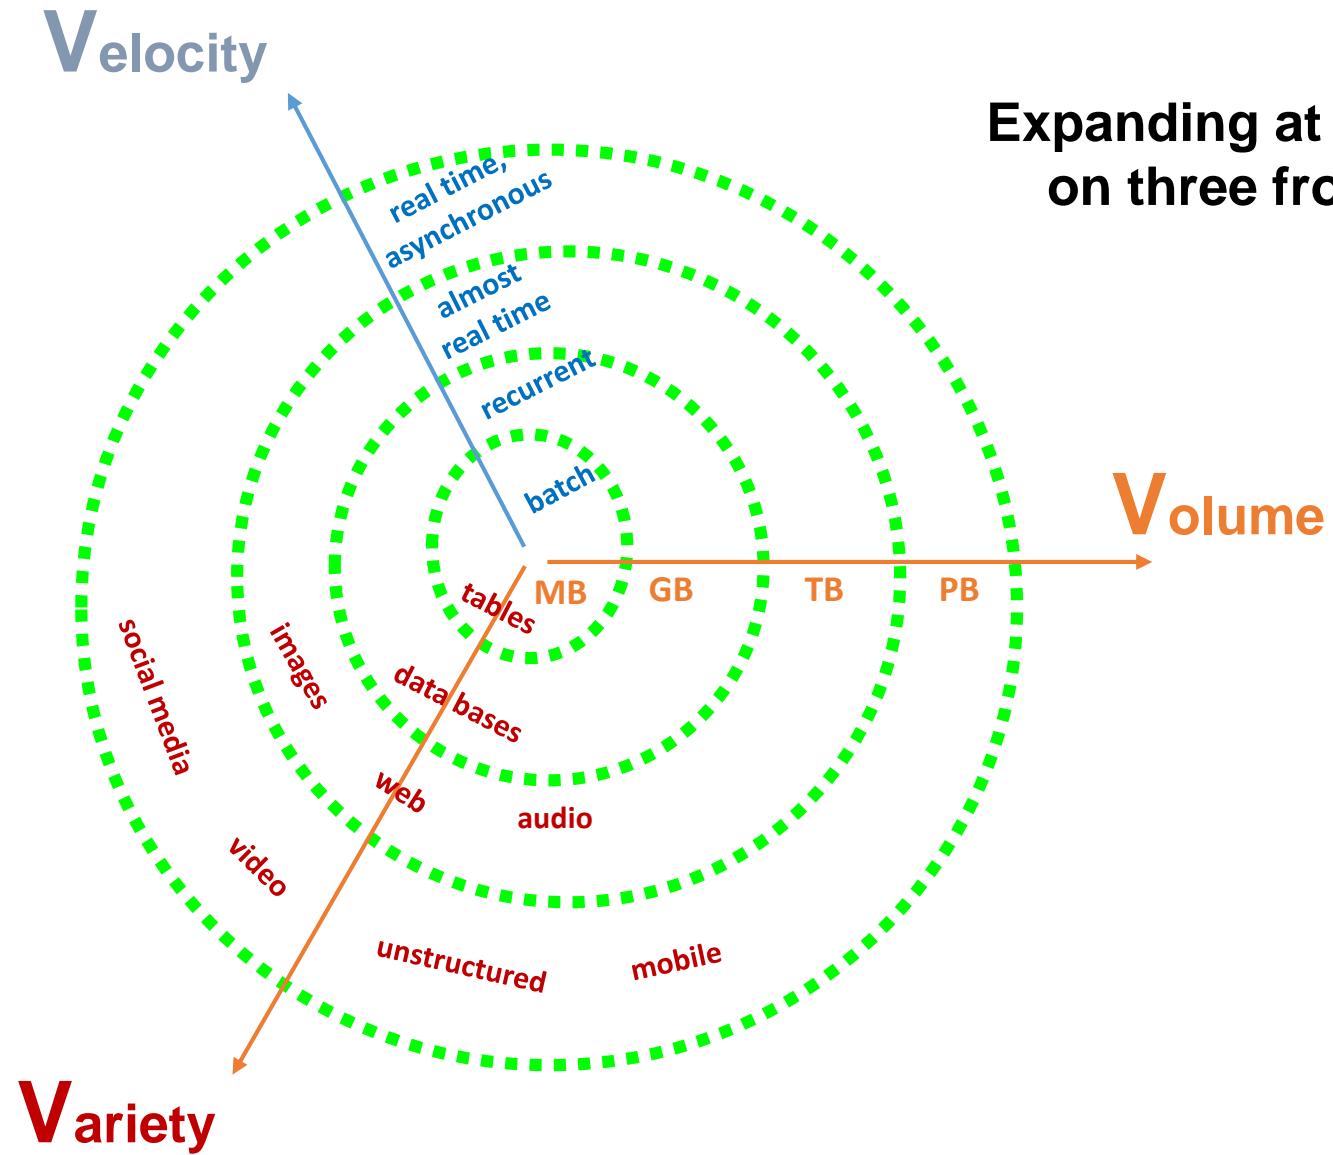 Velocity
Expanding at
on three fro
real time,
asynchronous
almost
real time
recurrent
batch
Volume
MB
GB
TB
PB
tables
images
social media
data bases
web
audio
video
unstructured
mobile
Variety